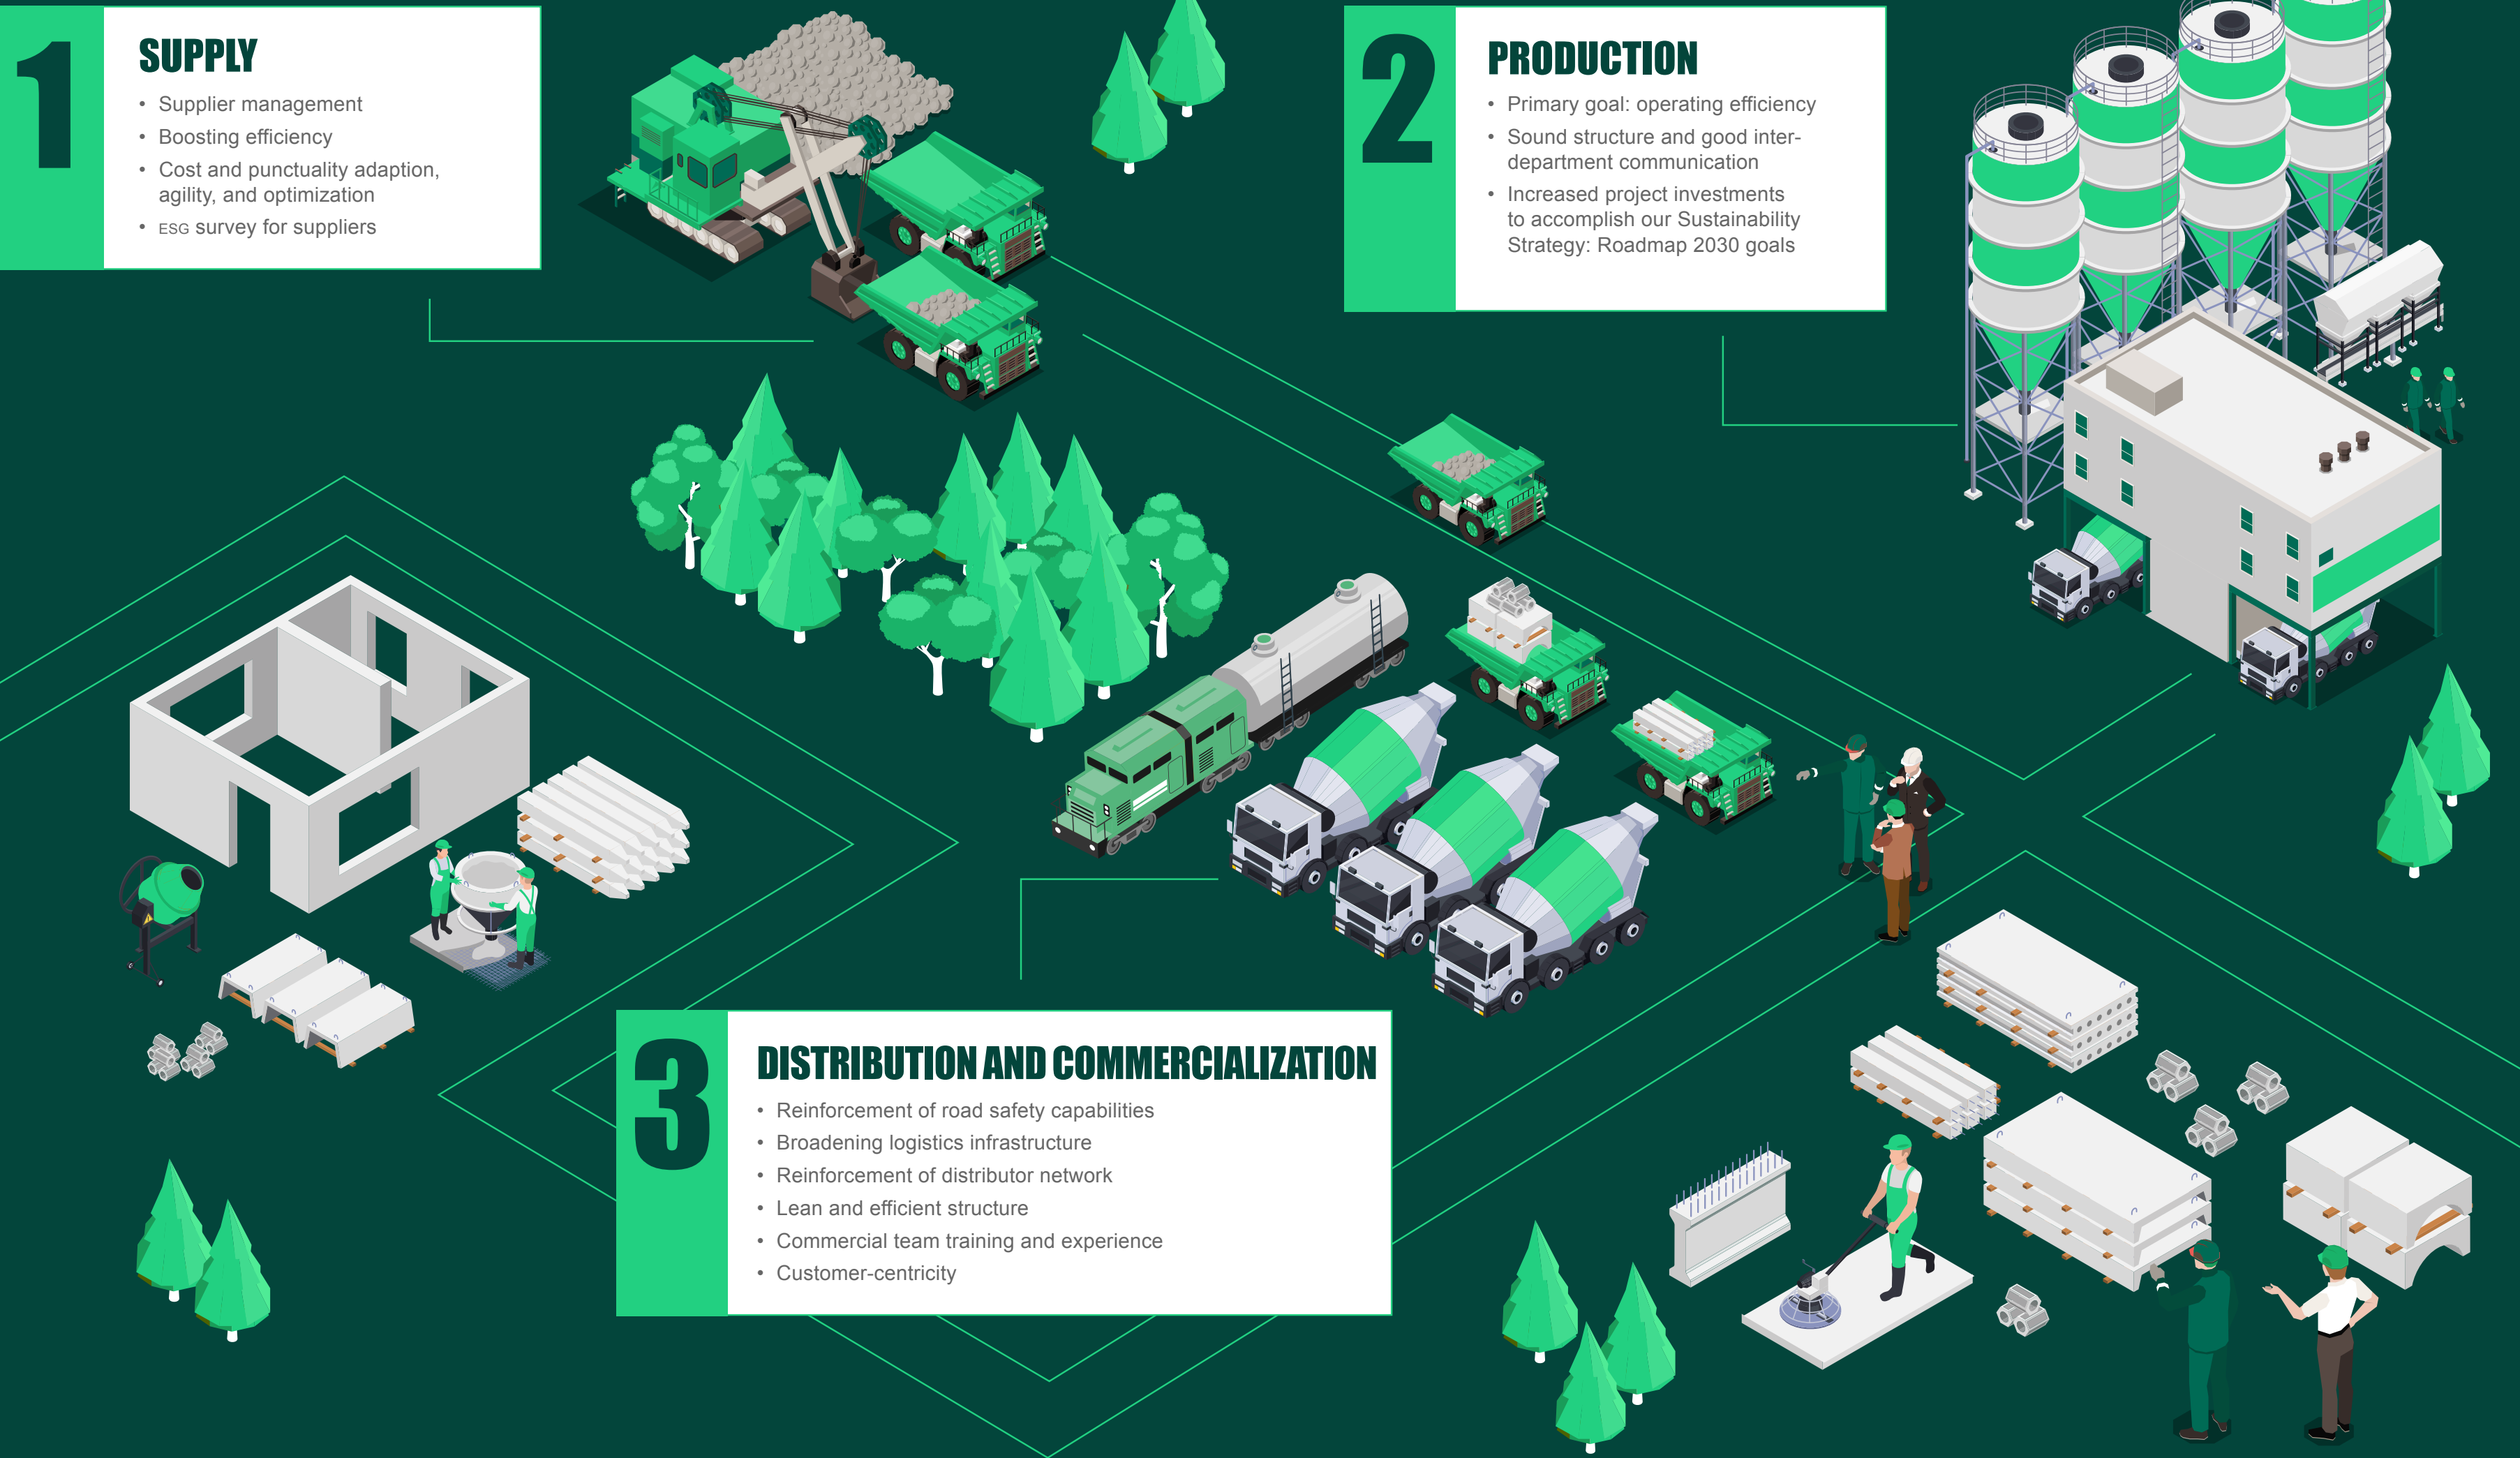 1
SUPPLY
• Supplier management
• Boosting efficiency
• Cost and punctuality adaption,
agility, and optimization
• ESG survey for suppliers
2
PRODUCTION
• Primary goal: operating efficiency
• Sound structure and good inter-
department communication
• Increased project investments
to accomplish our Sustainability
Strategy: Roadmap 2030 goals
3
DISTRIBUTION AND COMMERCIALIZATION
• Reinforcement of road safety capabilities
• Broadening logistics infrastructure
• Reinforcement of distributor network
• Lean and efficient structure
• Commercial team training and experience
• Customer-centricity